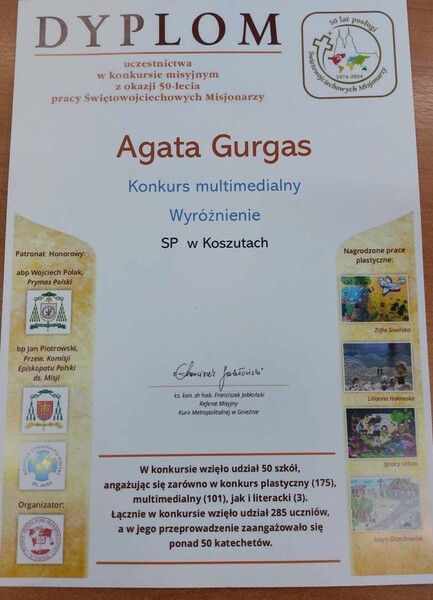 DYPLOM
uczestnictwa
w konkursie misyjnym
z okazji 50-lecia
pracy Świętowojciechowych Misjonarzy
50 lat posługi
Świętowojciechowych Misjonarzy
1974-2024
Agata Gurgas
Konkurs multimedialny
Wyróżnienie
SP w Koszutach
Patronat Honorowy:
abp Wojciech Polak,
Prymas Polski
bp Jan Piotrowski,
Przew. Komisji
Episkopatu Polski
ds. Misji
Organizator:
Nagrodzone prace
plastyczne:
Zofia Siwińska
Lilianna Hołowska
Ignacy Urban
Adam Grzechowiak
ks. kan. dr hab. Franciszek Jabłoński
Referat Misyjny
Kurii Metropolitalnej w Gnieźnie
W konkursie wzięło udział 50 szkół,
angażując się zarówno w konkurs plastyczny (175),
multimedialny (101), jak i literacki (3).
Łącznie w konkursie wzięło udział 285 uczniów,
a w jego przeprowadzenie zaangażowało się
ponad 50 katechetów.